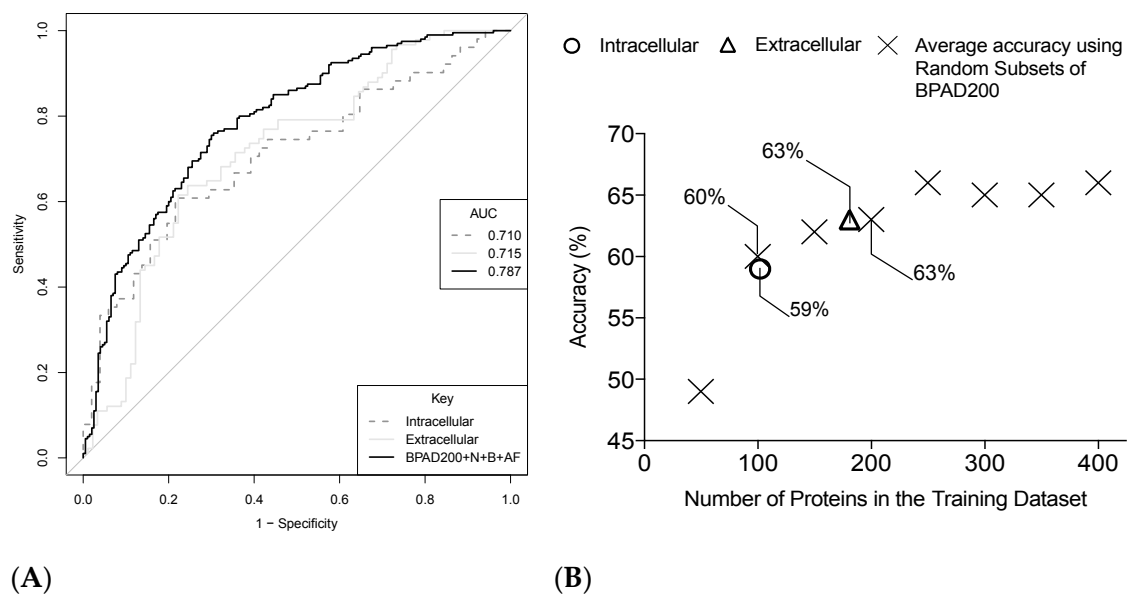 1.0
0.8
0.6
0.4
0.2
0.0
Sensitivity
AUC
0.710
0.715
0.787
Key
Intracellular
Extracellular
BPAD200+N+B+AF
0.0 0.2 0.4 0.6 0.8 1.0
1 − Specificity
(A)
Intracellular Extracellular Average accuracy using
Random Subsets of
BPAD200
70
65
60
55
50
45
Accuracy (%)
63%
60%
63%
59%
0 100 200 300 400
Number of Proteins in the Training Dataset
(B)